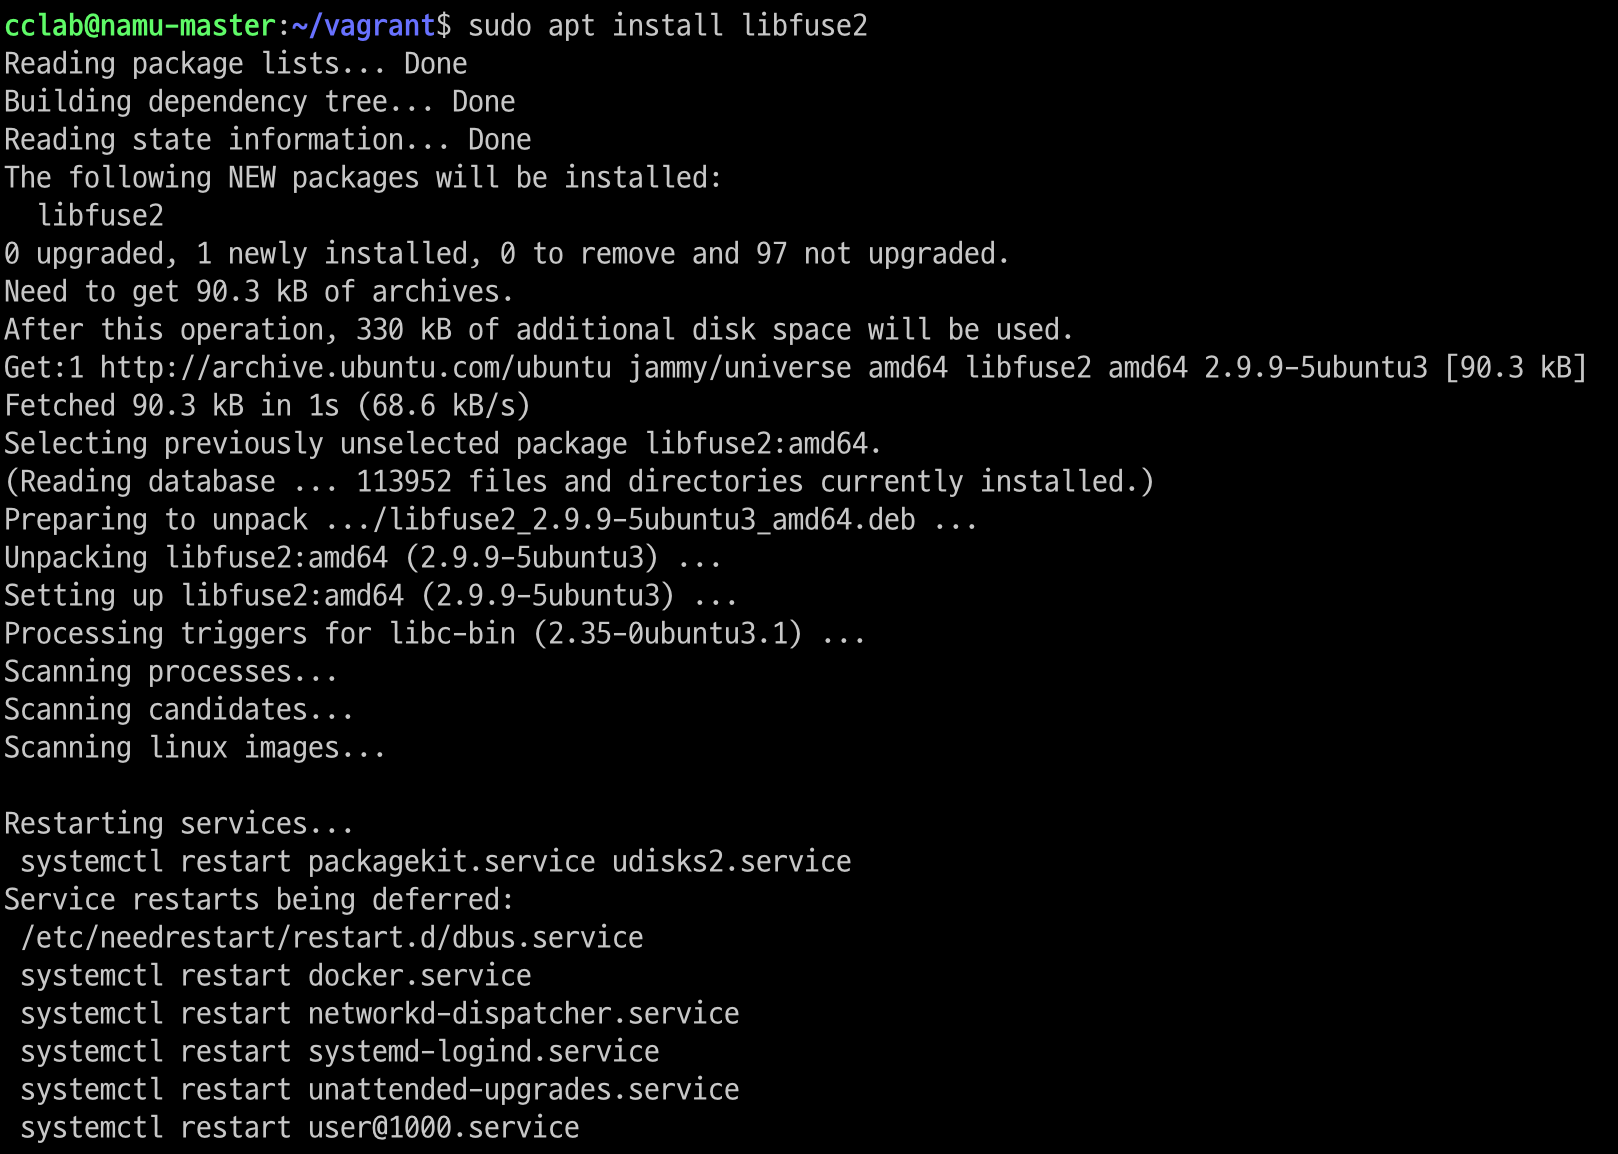 cclab@namu-master:~/vagrant$ sudo apt install libfuse2
Reading package lists... Done
Building dependency tree... Done
Reading state information... Done
The following NEW packages will be installed:
  libfuse2
0 upgraded, 1 newly installed, 0 to remove and 97 not upgraded.
Need to get 90.3 kB of archives.
After this operation, 330 kB of additional disk space will be used.
Get:1 http://archive.ubuntu.com/ubuntu jammy/universe amd64 libfuse2 amd64 2.9.9-5ubuntu3 [90.3 kB]
Fetched 90.3 kB in 1s (68.6 kB/s)
Selecting previously unselected package libfuse2:amd64.
(Reading database ... 113952 files and directories currently installed.)
Preparing to unpack .../libfuse2_2.9.9-5ubuntu3_amd64.deb ...
Unpacking libfuse2:amd64 (2.9.9-5ubuntu3) ...
Setting up libfuse2:amd64 (2.9.9-5ubuntu3) ...
Processing triggers for libc-bin (2.35-0ubuntu3.1) ...
Scanning processes...
Scanning candidates...
Scanning linux images...

Restarting services...
 systemctl restart packagekit.service udisks2.service
Service restarts being deferred:
 /etc/needrestart/restart.d/dbus.service
 systemctl restart docker.service
 systemctl restart networkd-dispatcher.service
 systemctl restart systemd-logind.service
 systemctl restart unattended-upgrades.service
 systemctl restart user@1000.service